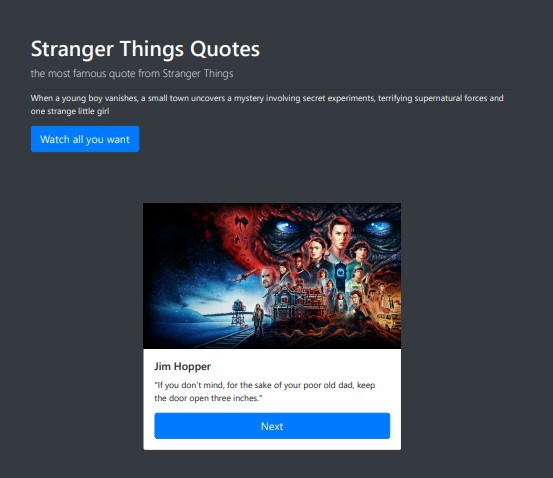 Stranger Things Quotes
the most famous quote from Stranger Things
When a young boy vanishes, a small town uncovers a mystery involving secret experiments, terrifying supernatural forces and
one strange little girl
Watch all you want
Jim Hopper
"If you don't mind, for the sake of your poor old dad, keep
the door open three inches."
Next